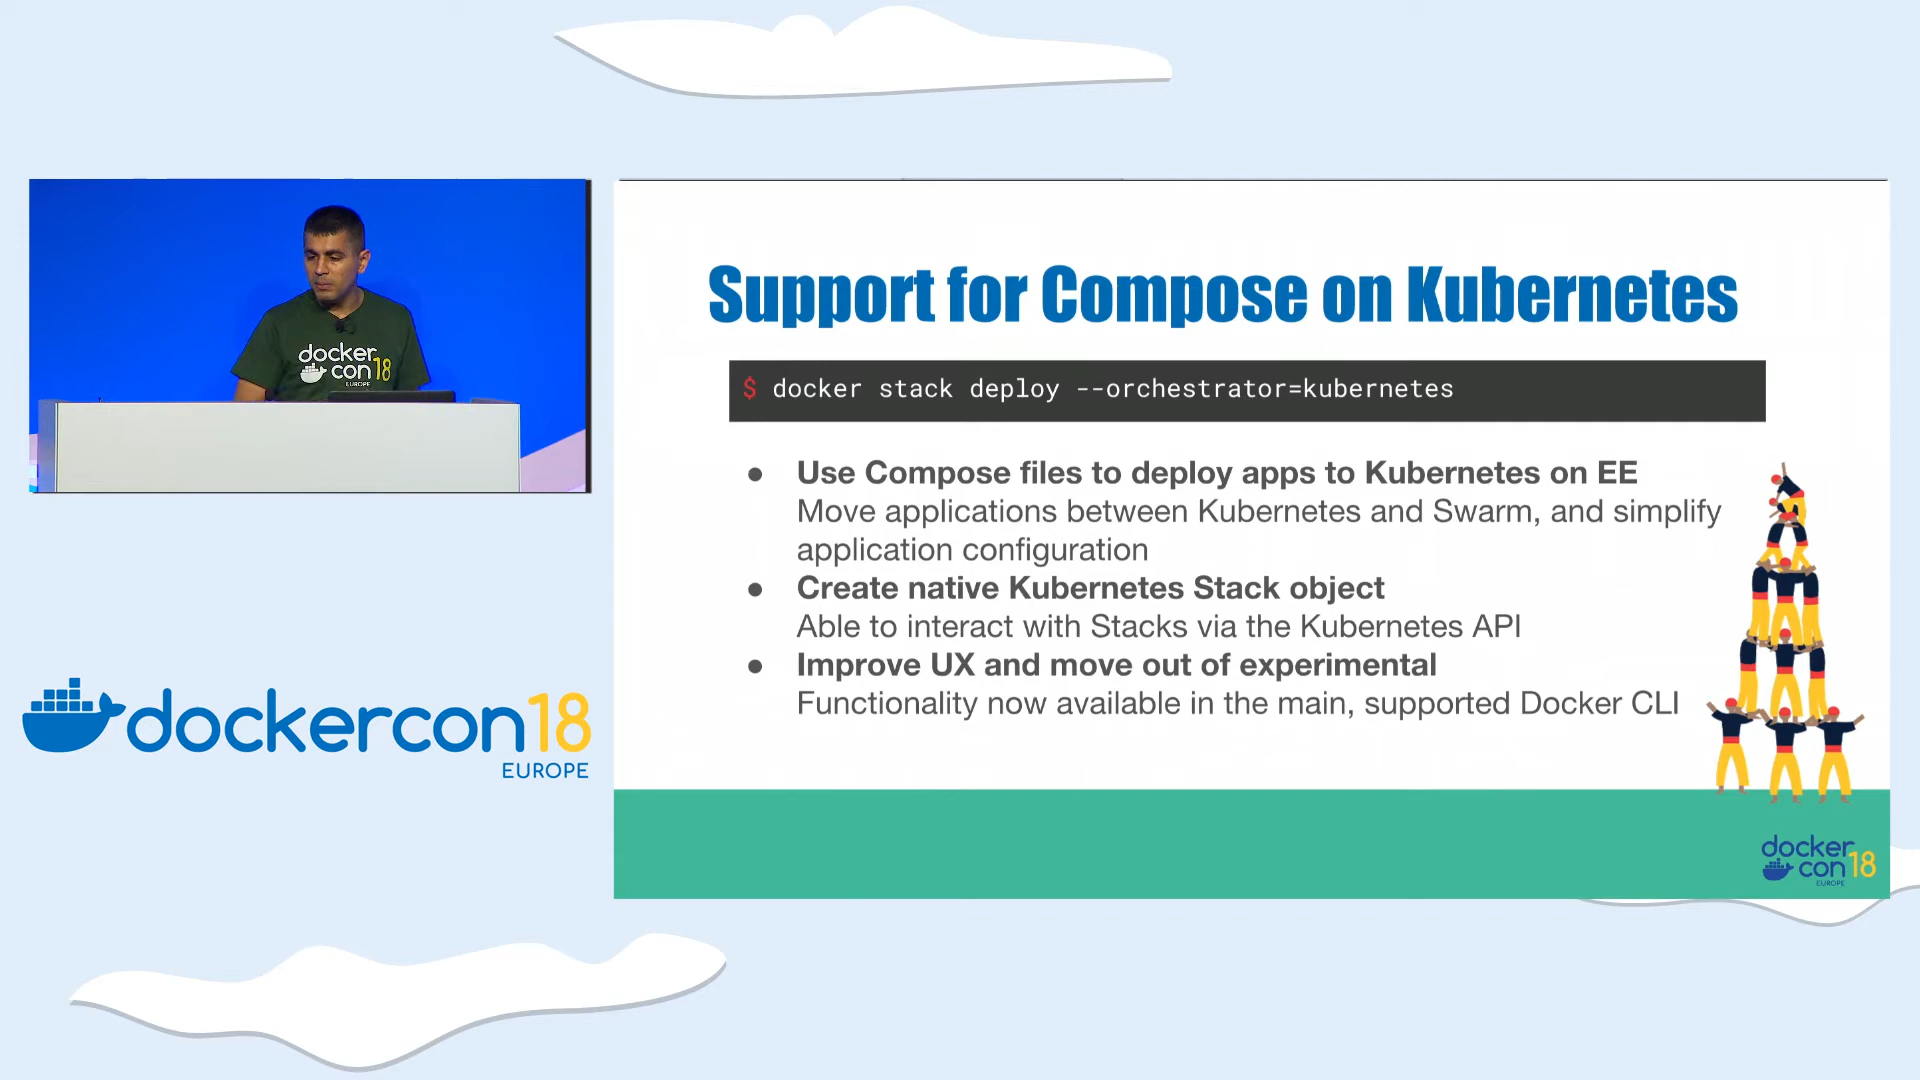 docker
con 18
EUROPE
dockercon18
EUROPE
Support for Compose on Kubernetes
$ docker stack deploy --orchestrator=kubernetes
● Use Compose files to deploy apps to Kubernetes on EE
Move applications between Kubernetes and Swarm, and simplify
application configuration
● Create native Kubernetes Stack object
Able to interact with Stacks via the Kubernetes API
● Improve UX and move out of experimental
Functionality now available in the main, supported Docker CLI
docker
con 18
EUROPE